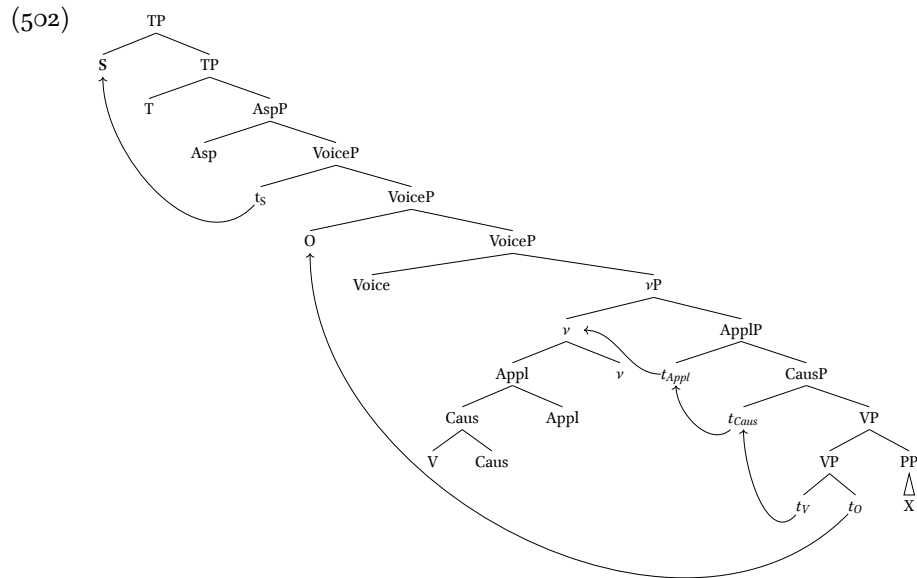 (502) TP
S TP
T AspP
Asp VoiceP
tS VoiceP
O VoiceP
Voice vP
v ApplP
Appl v tAppl CausP
Caus Appl tCaus VP
V Caus VP PP
tV tO X